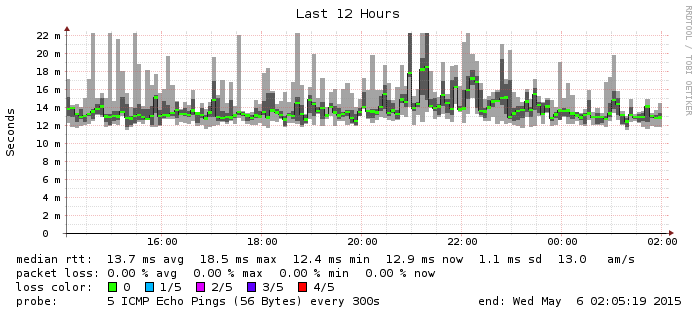 Last 12 Hours
RRDTOOL / TOBI OETIKER
Seconds
22 m
20 m
18 m
16 m
14 m
12 m
10 m
8 m
6 m
4 m
2 m
0
16:00 18:00 20:00 22:00 00:00 02:00
median rtt: 13.7 ms avg 18.5 ms max 12.4 ms min 12.9 ms now 1.1 ms sd 13.0 am/s
packet loss: 0.00 % avg 0.00 % max 0.00 % min 0.00 % now
loss color: 0 1/5 2/5 3/5 4/5
probe: 5 ICMP Echo Pings (56 Bytes) every 300s end: Wed May 6 02:05:19 2015